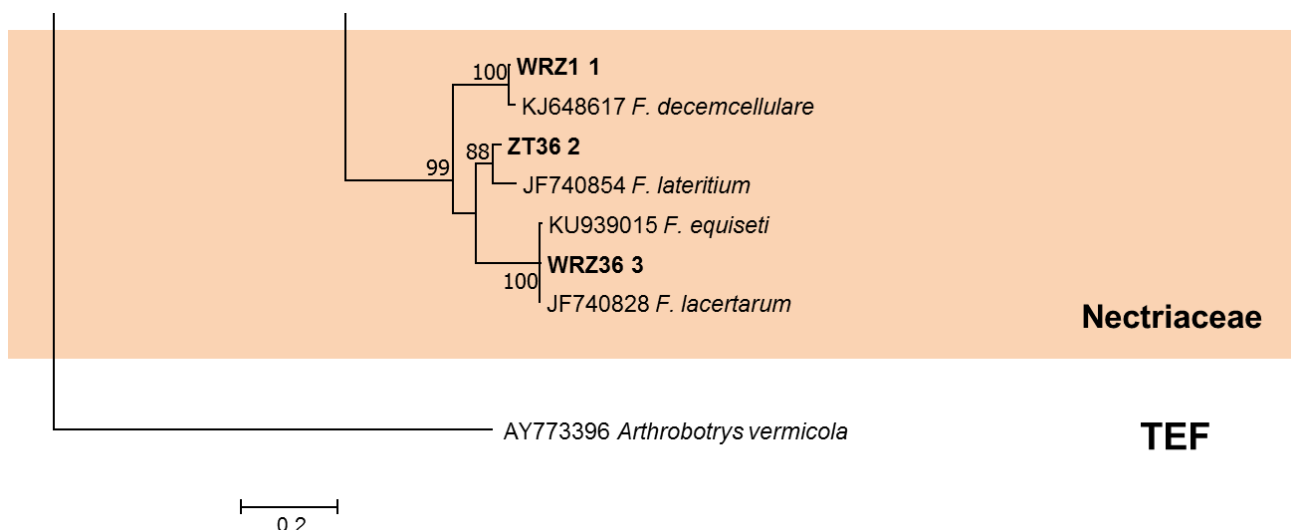 100 WRZ1 1
KJ648617 F. decemcellulare
88 ZT36 2
99
JF740854 F. lateritium
KU939015 F. equiseti
WRZ36 3
100
JF740828 F. lacertarum
Nectriaceae
AY773396 Arthrobotrys vermicola
TEF
0.2